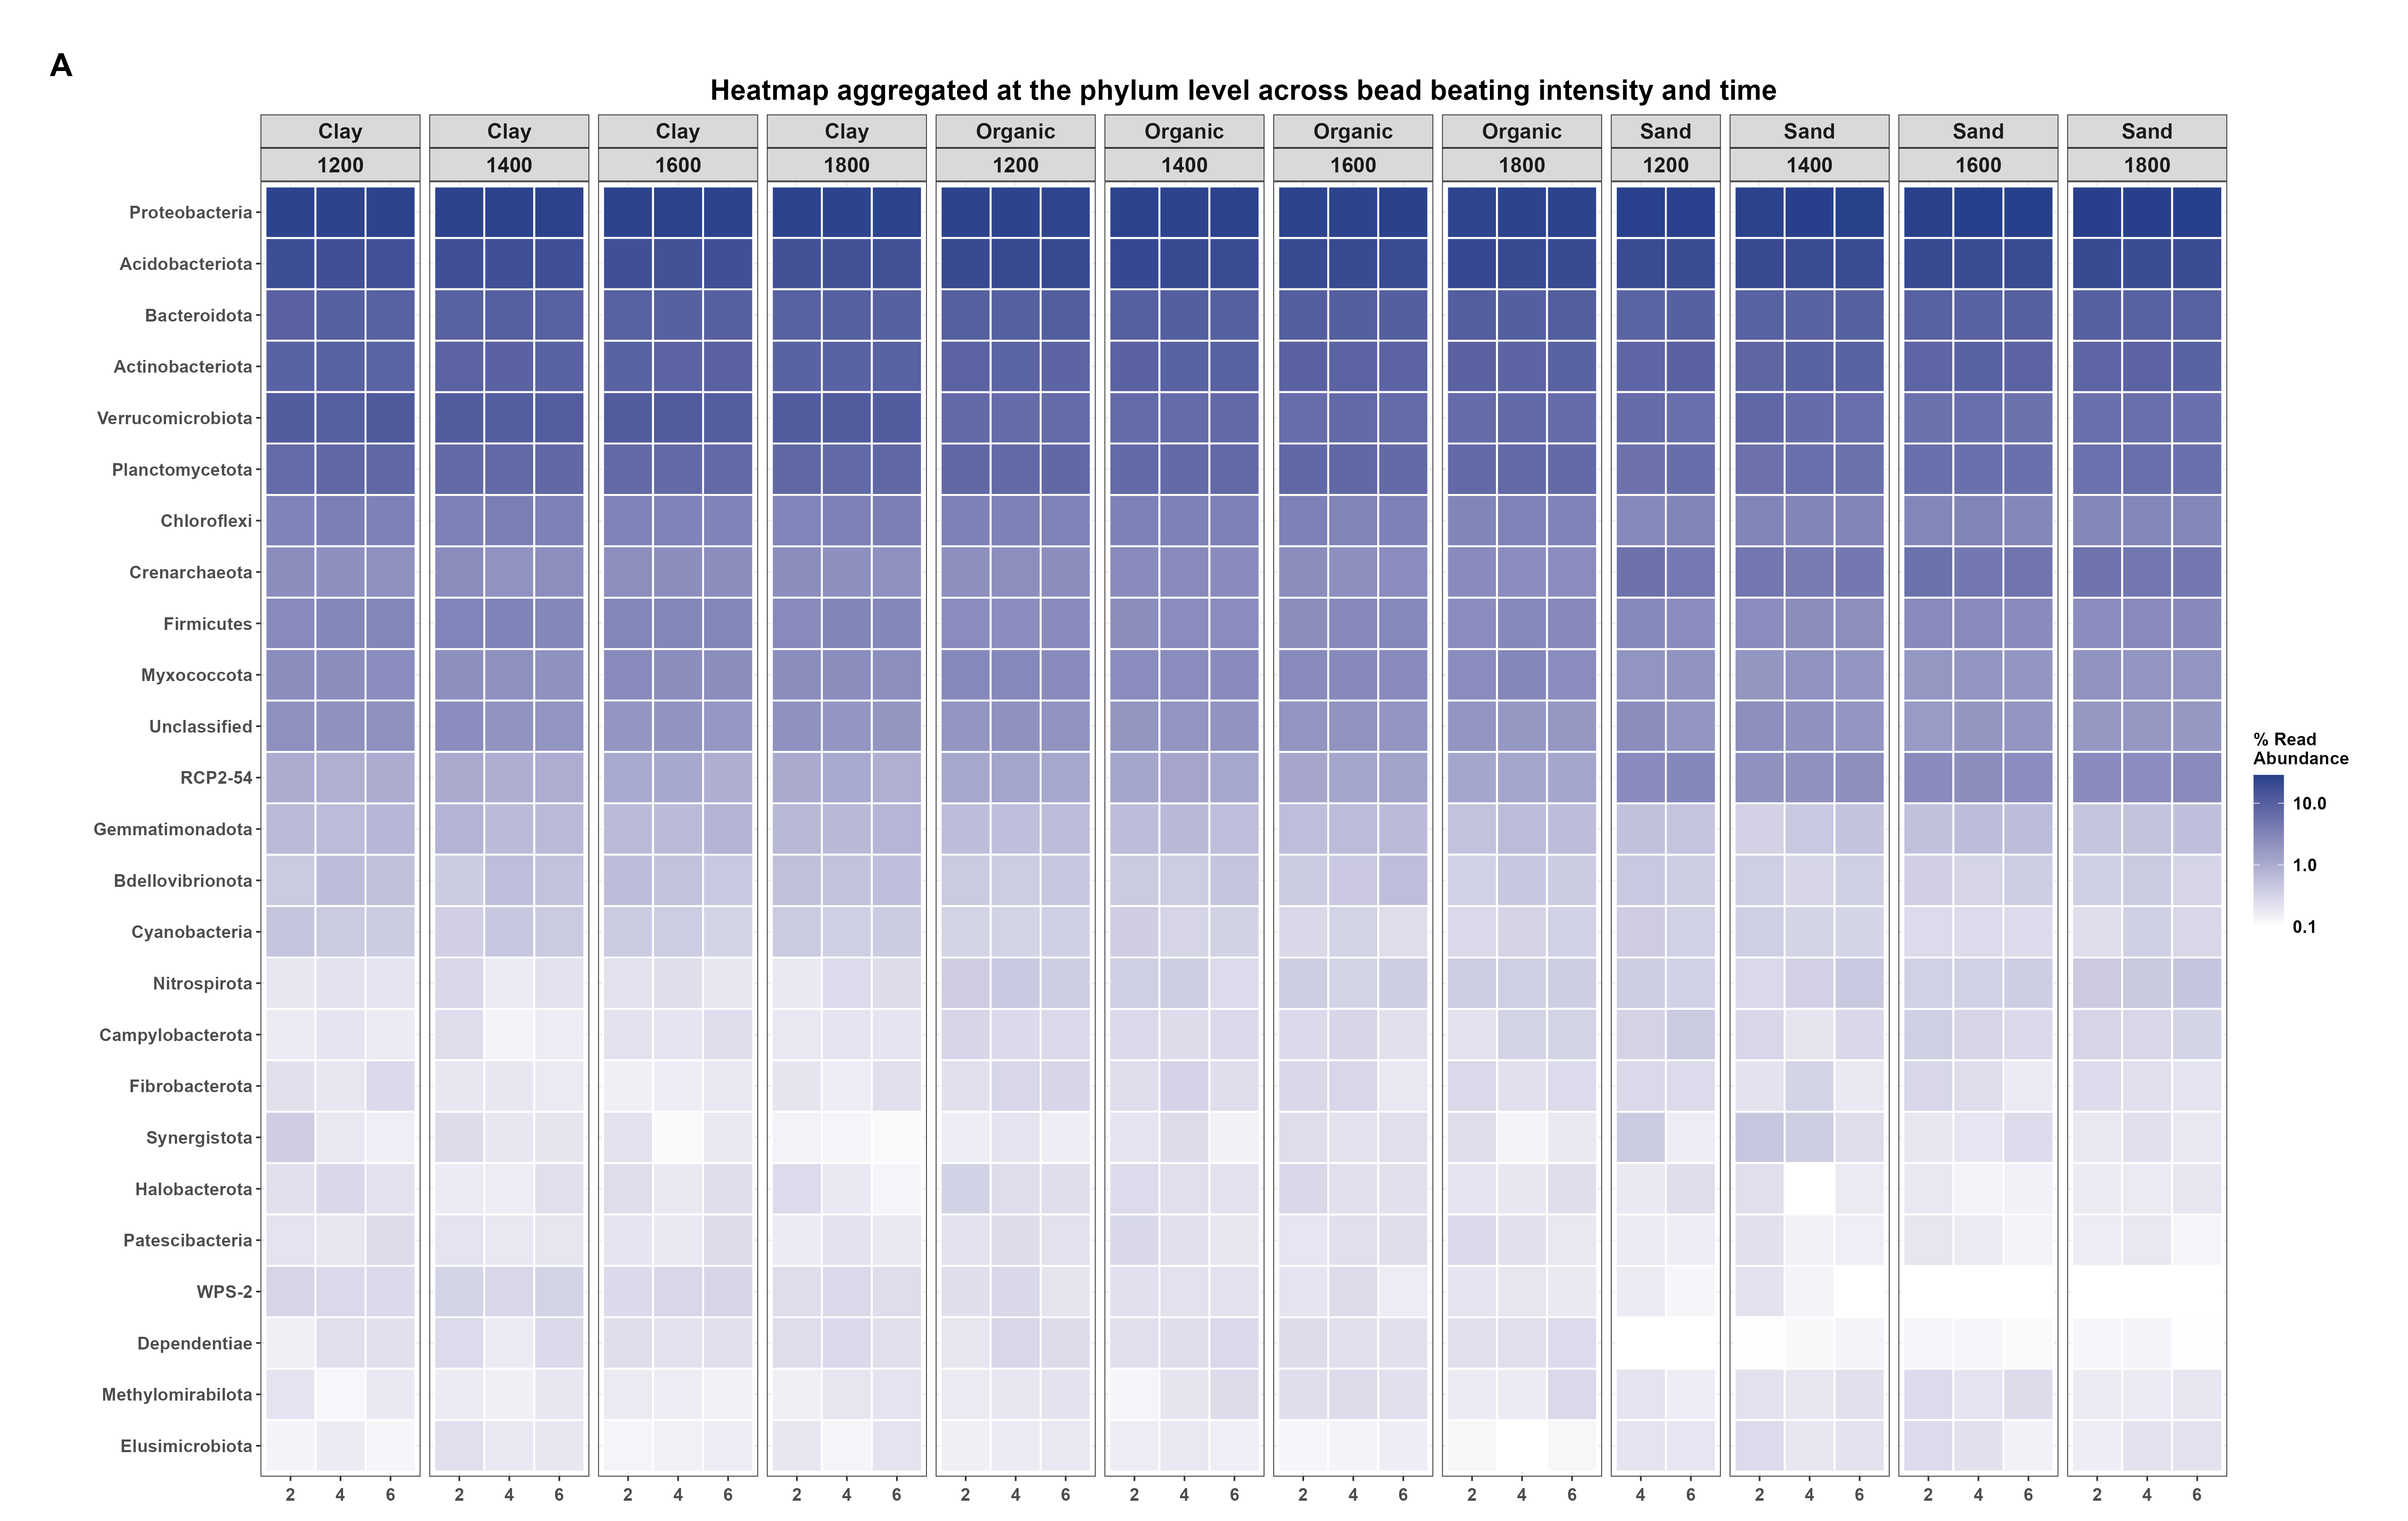 A
Heatmap aggregated at the phylum level across bead beating intensity and time
Clay Clay Clay Clay Organic Organic Organic Organic Sand Sand Sand Sand
1200 1400 1600 1800 1200 1400 1600 1800 1200 1400 1600 1800
Proteobacteria
Acidobacteriota
Bacteroidota
Actinobacteriota
Verrucomicrobiota
Planctomycetota
Chloroflexi
Crenarchaeota
Firmicutes
Myxococcota
Unclassified
RCP2-54
Gemmatimonadota
Bdellovibrionota
Cyanobacteria
Nitrospirota
Campylobacterota
Fibrobacterota
Synergistota
Halobacterota
Patescibacteria
WPS-2
Dependentiae
Methylomirabilota
Elusimicrobiota
2 4 6 2 4 6 2 4 6 2 4 6 2 4 6 2 4 6 2 4 6 2 4 6 4 6 2 4 6 2 4 6 2 4 6
% Read
Abundance
10.0
1.0
0.1